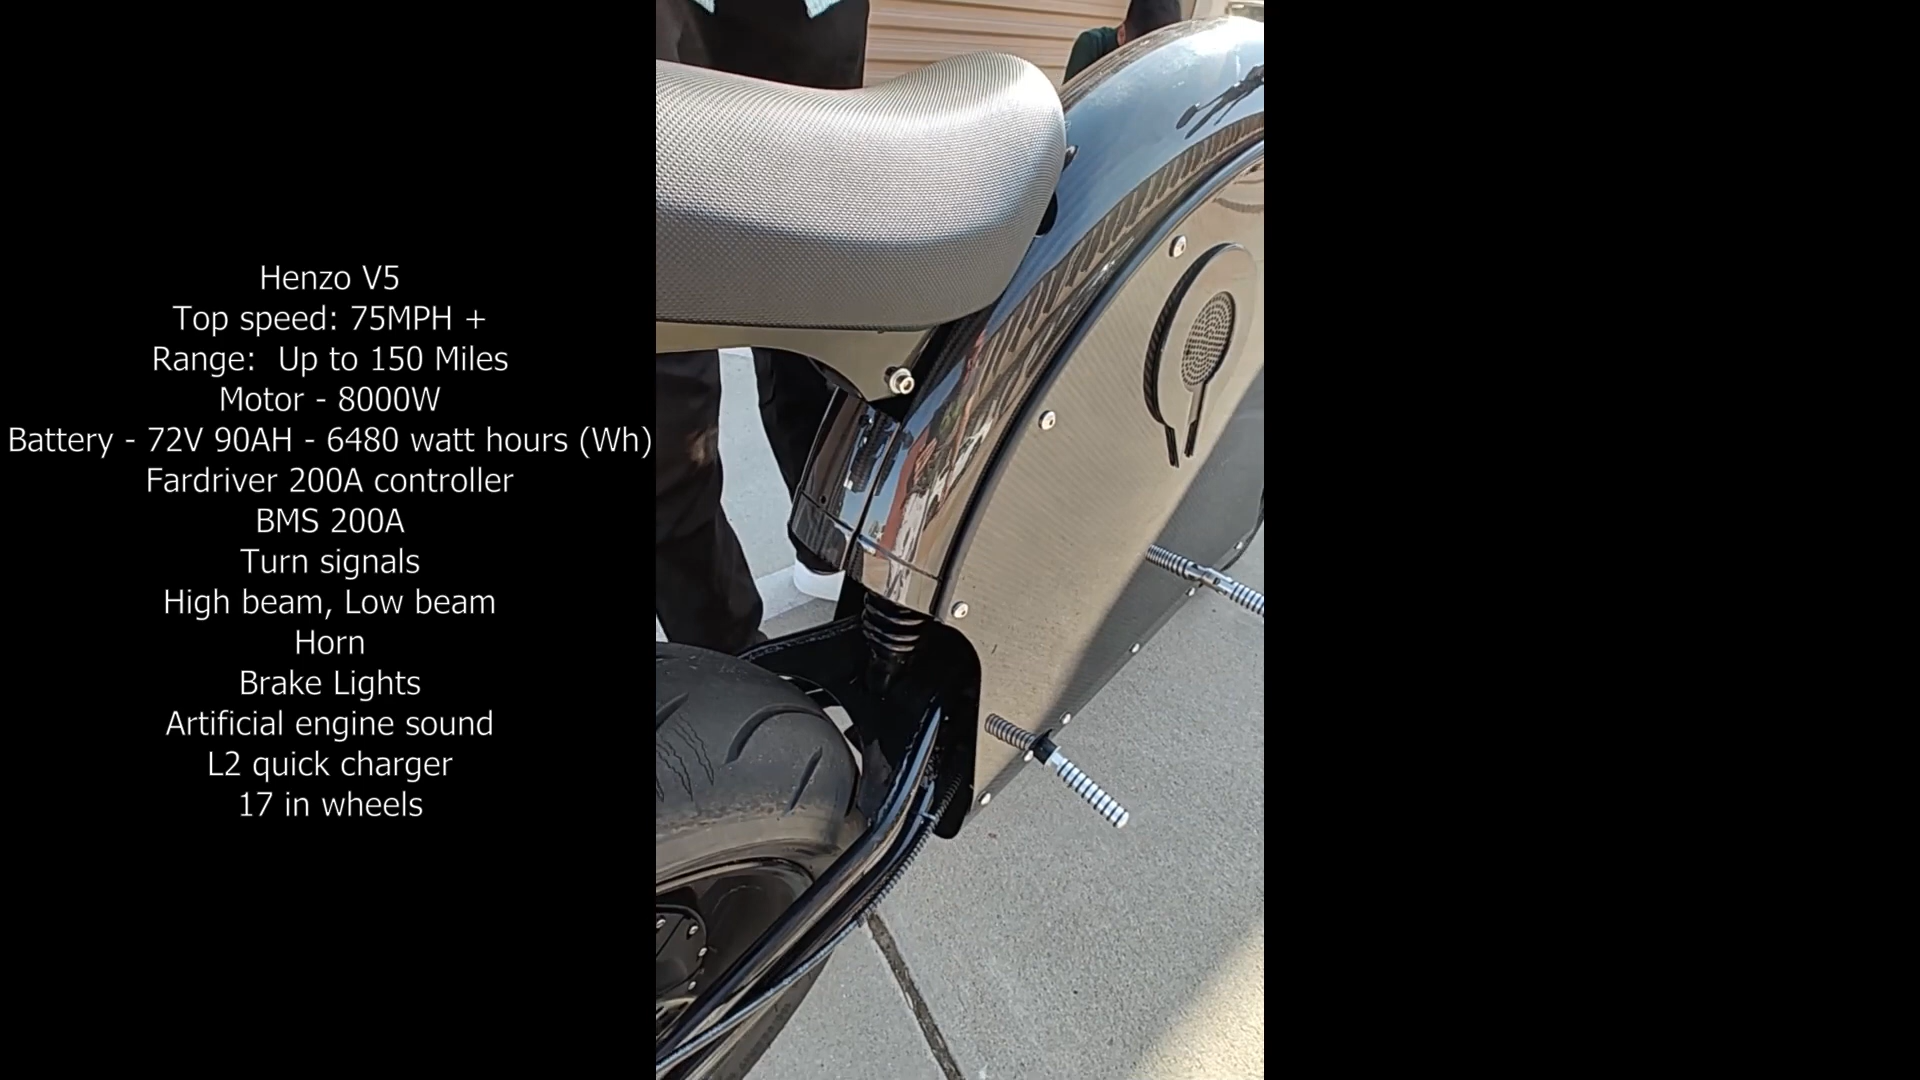 Henzo V5
Top speed: 75MPH +
Range:  Up to 150 Miles
Motor - 8000W
Battery - 72V 90AH - 6480 watt hours (Wh)
Fardriver 200A controller
BMS 200A
Turn signals
High beam, Low beam
Horn
Brake Lights
Artificial engine sound
L2 quick charger
17 in wheels